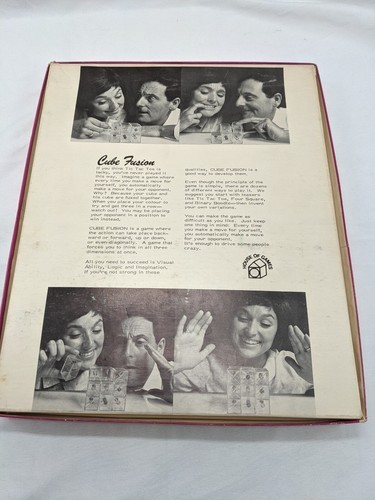 Cube Fusion
If you think Tic Tac Toe is
tacky, you've never played it
this way. Imagine a game where
every time you make a move for
yourself, you automatically
make a move for your opponent.
Why? Because your cube and
his cube are fused together.
When you place your cube to
try and get three in a row—
watch out! You may be placing
your opponent in a position to
win instead.
CUBE FUSION is a game where
the action can take place back-
ward or forward, up or down,
or even diagonally. A game that
forces you to think in all three
dimensions at once.
All you need to succeed is Visual
Ability, Logic and Imagination.
If you're not strong in these
qualities, CUBE FUSION is a
good way to develop them.
Even though the principle of the
game is simple, there are dozens
of different ways to play it. We
suggest you start with teasers
like Tic Tac Toe, Four Square,
and Binary Boodle—then invent
your own variations.
You can make the game as
difficult as you like. Just keep
one thing in mind: Every time
you make a move for yourself,
you automatically make a move
for your opponent.
It's enough to drive some people
crazy.
HOUSE OF GAMES